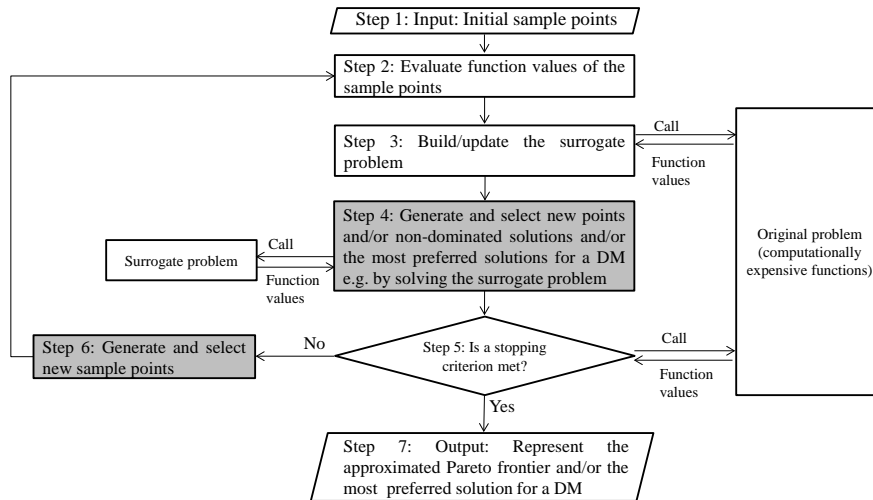 Step 1: Input: Initial sample points
Step 2: Evaluate function values of the
sample points
Step 3: Build/update the surrogate
problem
Call
Function
values
Step 4: Generate and select new points
and/or non-dominated solutions and/or
the most preferred solutions for a DM
e.g. by solving the surrogate problem
Surrogate problem
Call
Function
values
Original problem
(computationally
expensive functions)
Step 5: Is a stopping
criterion met?
Call
Function
values
No
Step 6: Generate and select
new sample points
Yes
Step 7: Output: Represent the
approximated Pareto frontier and/or the
most preferred solution for a DM